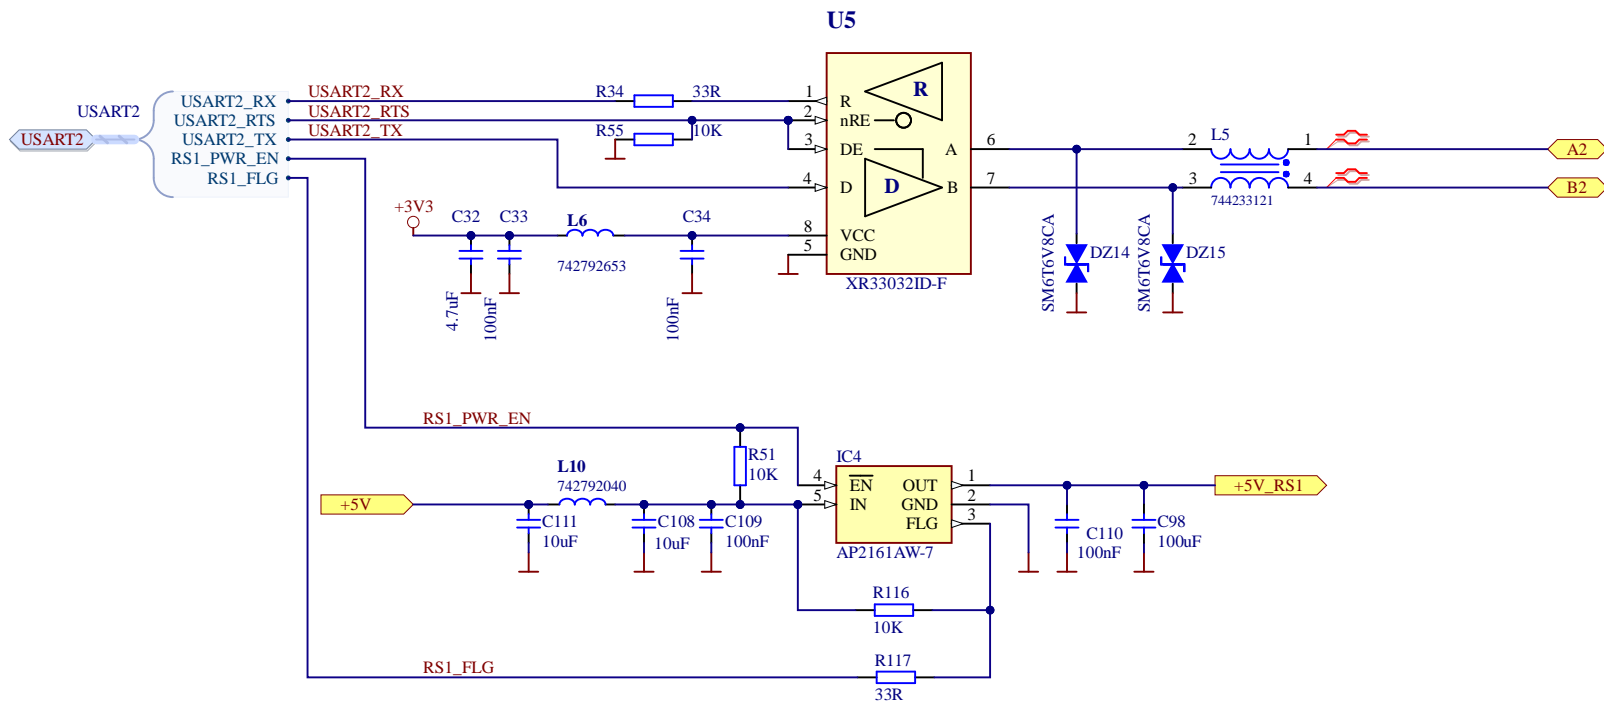 U5
USART2
USART2
USART2_RX
USART2_RTS
USART2_TX
RS1_PWR_EN
RS1_FLG
USART2_RX
USART2_RTS
USART2_TX
R34
33R
R55
10K
1
2
3
4
8
5
R
nRE
DE
D
VCC
GND
R
D
A
B
6
7
XR33032ID-F
2
L5
1
3
4
744233121
A2
B2
SM6T6V8CA
DZ14
SM6T6V8CA
DZ15
+3V3
C32
C33
L6
C34
742792653
4.7uF
100nF
100nF
RS1_PWR_EN
R51
10K
L10
742792040
+5V
C111
10uF
C108
10uF
C109
100nF
IC4
4
5
EN
IN
OUT
GND
FLG
1
2
3
AP2161AW-7
+5V_RS1
C110
100nF
C98
100uF
R116
10K
RS1_FLG
R117
33R